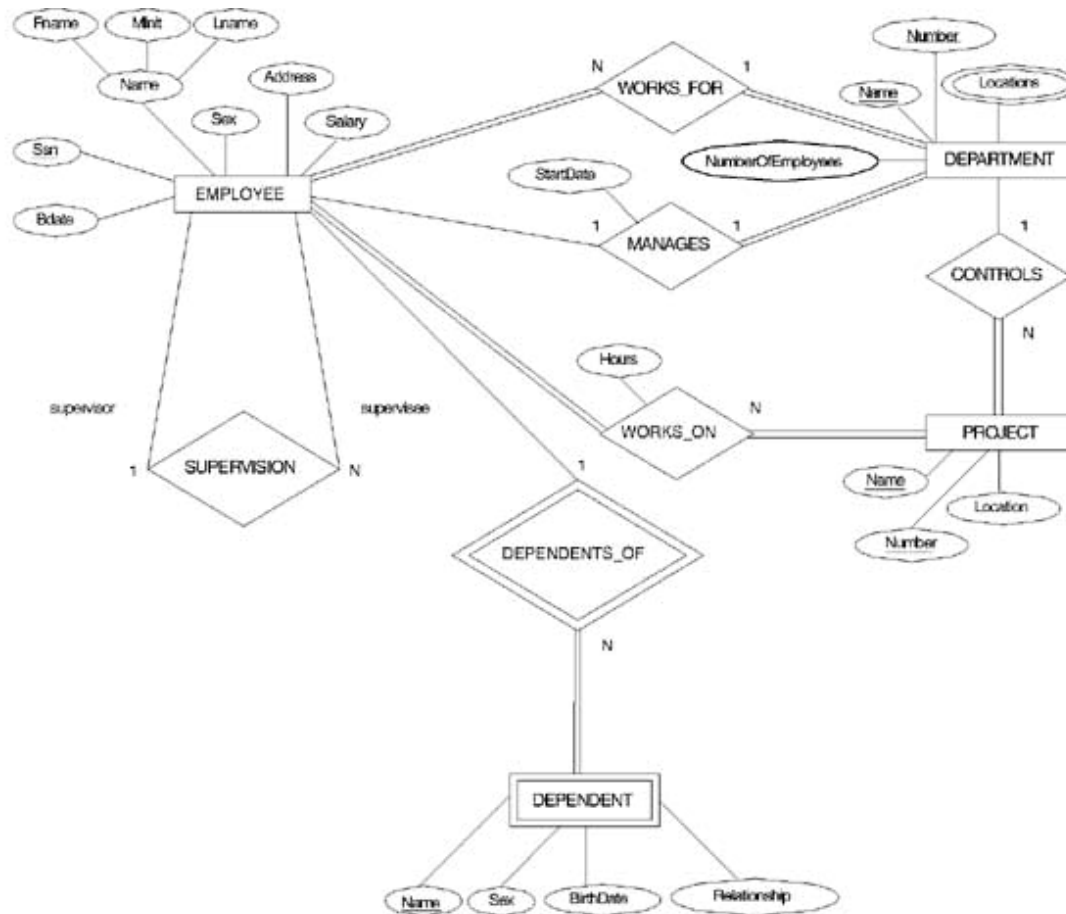 Fname
Minit
Lname
Number
Address
N
1
Name
WORKS_FOR
Locations
Name
Sex
Salary
Ssn
NumberOfEmployees
DEPARTMENT
StartDate
EMPLOYEE
Bdate
1
1
1
MANAGES
CONTROLS
N
Hours
supervisor
supervisee
N
WORKS_ON
PROJECT
1
SUPERVISION
N
1
Name
Location
Number
DEPENDENTS_OF
N
DEPENDENT
Name
Sex
BirthDate
Relationship